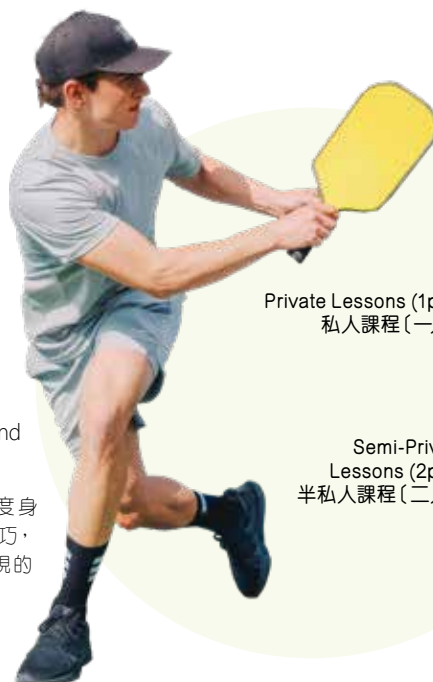 Private Lessons (1p
私人課程〔一
Semi-Priv
Lessons (2p
半私人課程〔二
nd
度身
巧，
現的